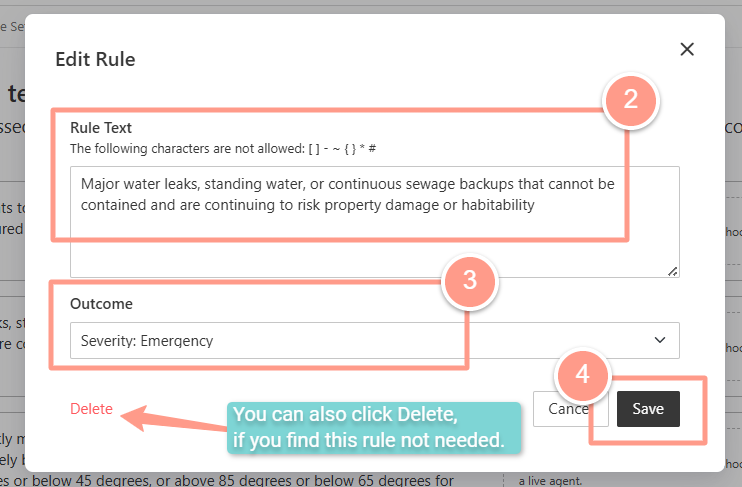 e Se
Edit Rule
te
ssed
co
2
Rule Text
The following characters are not allowed: [ ] - ~ { } * #
Major water leaks, standing water, or continuous sewage backups that cannot be
contained and are continuing to risk property damage or habitability
ts to
ured
hoo
3
Outcome
Severity: Emergency
ks, st
re co
hoo
4
Delete
You can also click Delete,
if you find this rule not needed.
Cancel
Save
tly m
ely b
es or below 45 degrees, or above 85 degrees or below 65 degrees for
hoo
a live agent.